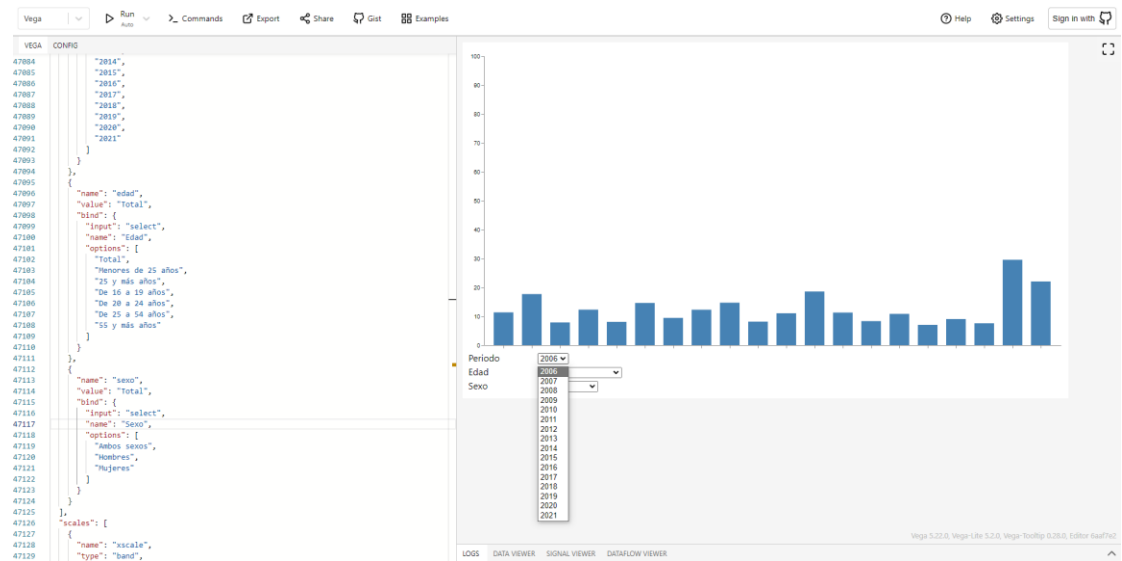 Vega Run Auto Commands Export Share Gist Examples Help Settings Sign in with
VEGA CONFIG
47084 "2014",
47085 "2015",
47086 "2016",
47087 "2017",
47088 "2018",
47089 "2019",
47090 "2020",
47091 "2021"
47092 ]
47093 }
47094 },
47095 {
47096 "name": "edad",
47097 "value": "Total",
47098 "bind": {
47099 "input": "select",
47100 "name": "Edad",
47101 "options": [
47102 "Total",
47103 "Menores de 25 años",
47104 "25 y más años",
47105 "De 16 a 19 años",
47106 "De 20 a 24 años",
47107 "De 25 a 54 años",
47108 "55 y más años"
47109 ]
47110 }
47111 },
47112 {
47113 "name": "sexo",
47114 "value": "Total",
47115 "bind": {
47116 "input": "select",
47117 "name": "Sexo",
47118 "options": [
47119 "Ambos sexos",
47120 "Hombres",
47121 "Mujeres"
47122 ]
47123 }
47124 }
47125 ],
47126 "scales": [
47127 {
47128 "name": "xscale",
47129 "type": "band",
100
90
80
70
60
50
40
30
20
10
0
Periodo 2006
Edad
Sexo
2006
2007
2008
2009
2010
2011
2012
2013
2014
2015
2016
2017
2018
2019
2020
2021
Vega 5.22.0, Vega-Lite 5.2.0, Vega-Tooltip 0.28.0, Editor 6aaf7e2
LOGS DATA VIEWER SIGNAL VIEWER DATAFLOW VIEWER